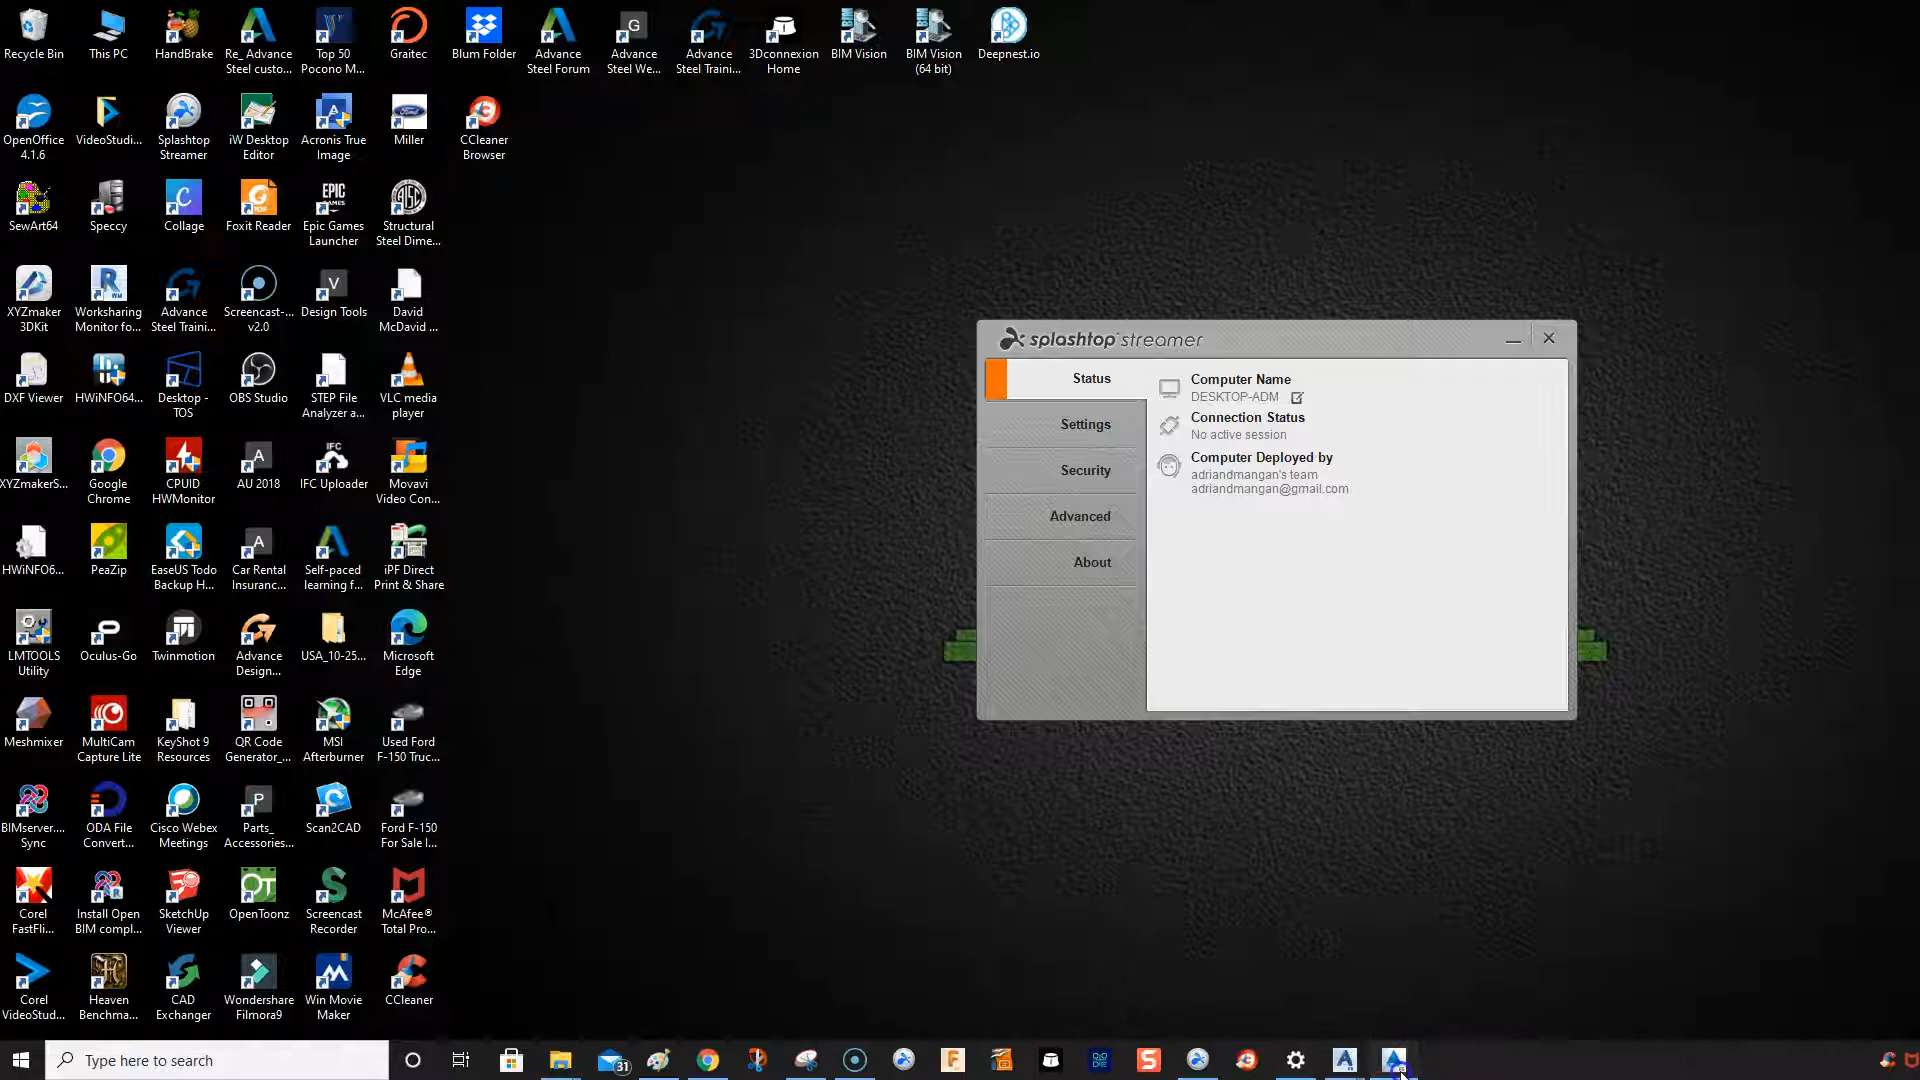 Recycle Bin
This PC
HandBrake
Re_ Advance
Steel custo...
Top 50
Pocono M...
Graitec
Blum Folder
Advance
Steel Forum
Advance
Steel We...
Advance
Steel Traini...
3Dconnexion
Home
BIM Vision
BIM Vision
(64 bit)
Deepnest.io
OpenOffice
4.1.6
VideoStudi...
Splashtop
Streamer
iW Desktop
Editor
Acronis True
Image
Miller
CCleaner
Browser
SewArt64
Speccy
Collage
Foxit Reader
Epic Games
Launcher
Structural
Steel Dime...
XYZmaker
3DKit
Worksharing
Monitor fo...
Advance
Steel Traini...
Screencast-...
v2.0
Design Tools
David
McDavid ...
DXF Viewer
HWiNFO64...
Desktop -
TOS
OBS Studio
STEP File
Analyzer a...
VLC media
player
XYZmakerS...
Google
Chrome
CPUID
HWMonitor
AU 2018
IFC Uploader
Movavi
Video Con...
HWiNFO6...
PeaZip
EaseUS Todo
Backup H...
Car Rental
Insuranc...
Self-paced
learning f...
iPF Direct
Print & Share
LMTOOLS
Utility
Oculus-Go
Twinmotion
Advance
Design...
USA_10-25...
Microsoft
Edge
Meshmixer
MultiCam
Capture Lite
KeyShot 9
Resources
QR Code
Generator_...
MSI
Afterburner
Used Ford
F-150 Truc...
BIMserver....
Sync
ODA File
Convert...
Cisco Webex
Meetings
Parts_
Accessories...
Scan2CAD
Ford F-150
For Sale I...
Corel
FastFli...
Install Open
BIM compl...
SketchUp
Viewer
OpenToonz
Screencast
Recorder
McAfee®
Total Pro...
Corel
VideoStud...
Heaven
Benchma...
CAD
Exchanger
Wondershare
Filmora9
Win Movie
Maker
CCleaner
splashtop streamer
Status
Settings
Security
Advanced
About
Computer Name
DESKTOP-ADM
Connection Status
No active session
Computer Deployed by
adriandmangan's team
adriandmangan@gmail.com
Type here to search
31